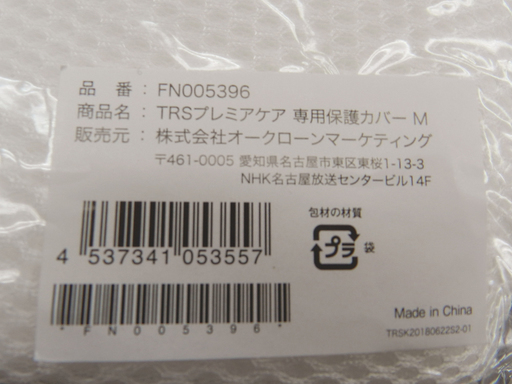 品 番 : FN005396
商品名 : TRSプレミアケア 専用保護カバー M
販売元 : 株式会社オークローンマーケティング
〒461-0005 愛知県名古屋市東区東桜1-13-3
NHK名古屋放送センタービル14F
包材の材質
プラ 袋
4 537341 053557
*FN005396*
Made in China
TRSK20180622S2-01